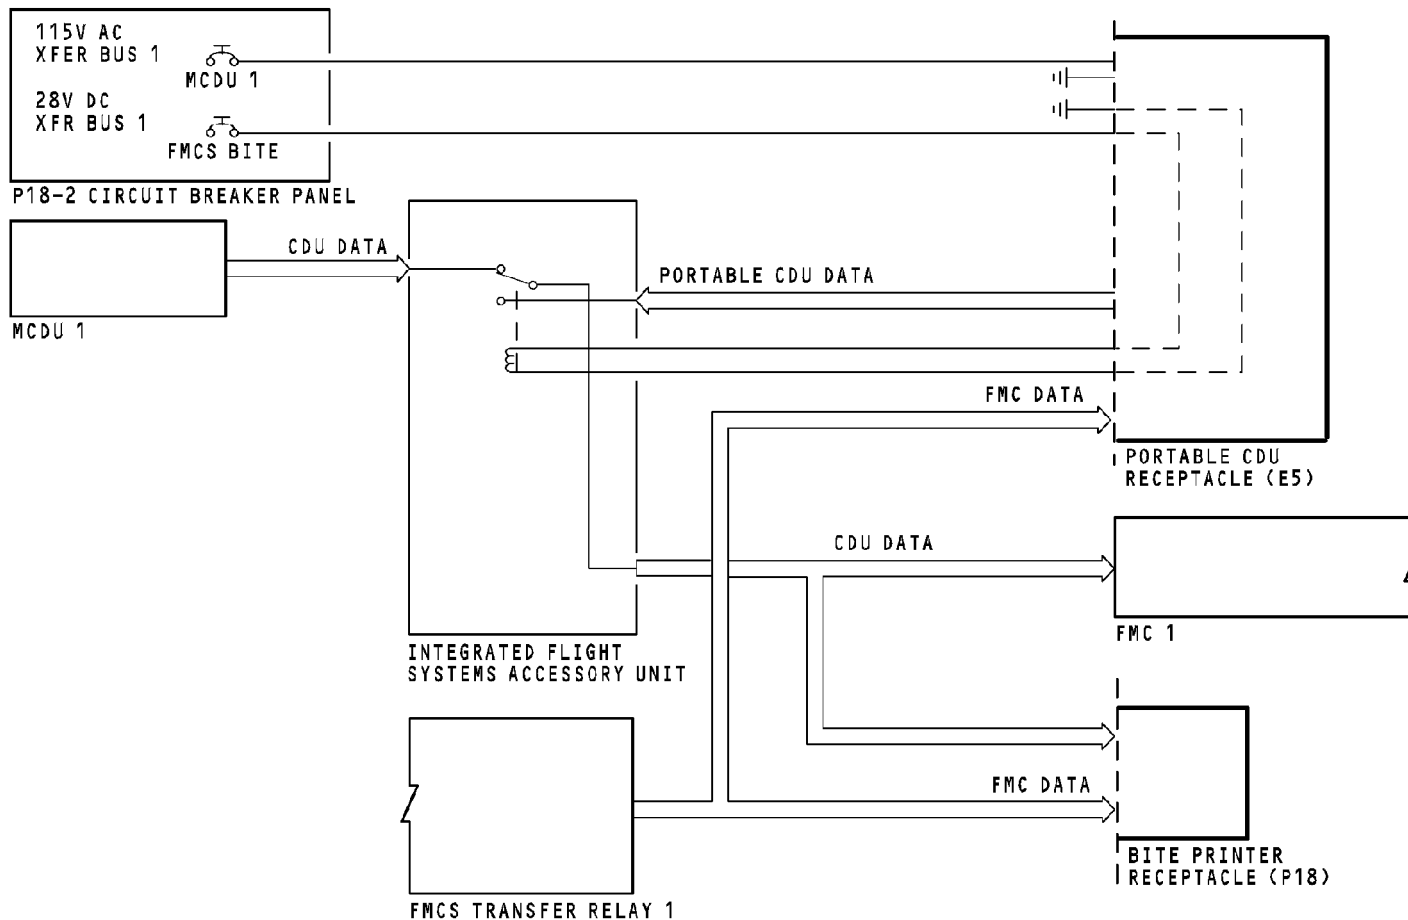 115V AC
XFER BUS 1
MCDU 1
28V DC
XFR BUS 1
FMCS BITE
P18-2 CIRCUIT BREAKER PANEL
CDU DATA
MCDU 1
PORTABLE CDU DATA
FMC DATA
PORTABLE CDU
RECEPTACLE (E5)
CDU DATA
FMC 1
INTEGRATED FLIGHT
SYSTEMS ACCESSORY UNIT
FMC DATA
BITE PRINTER
RECEPTACLE (P18)
FMCS TRANSFER RELAY 1